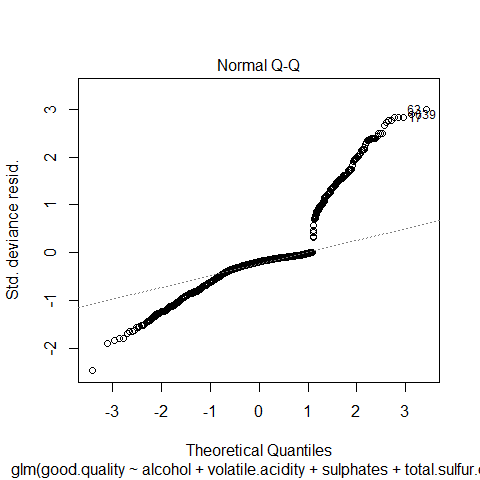 Normal Q-Q
Std. deviance resid.
3
2
1
0
-1
-2
63
-3 -2 -1 0 1 2 3
Theoretical Quantiles
glm(good.quality ~ alcohol + volatile.acidity + sulphates + total.sulfur.